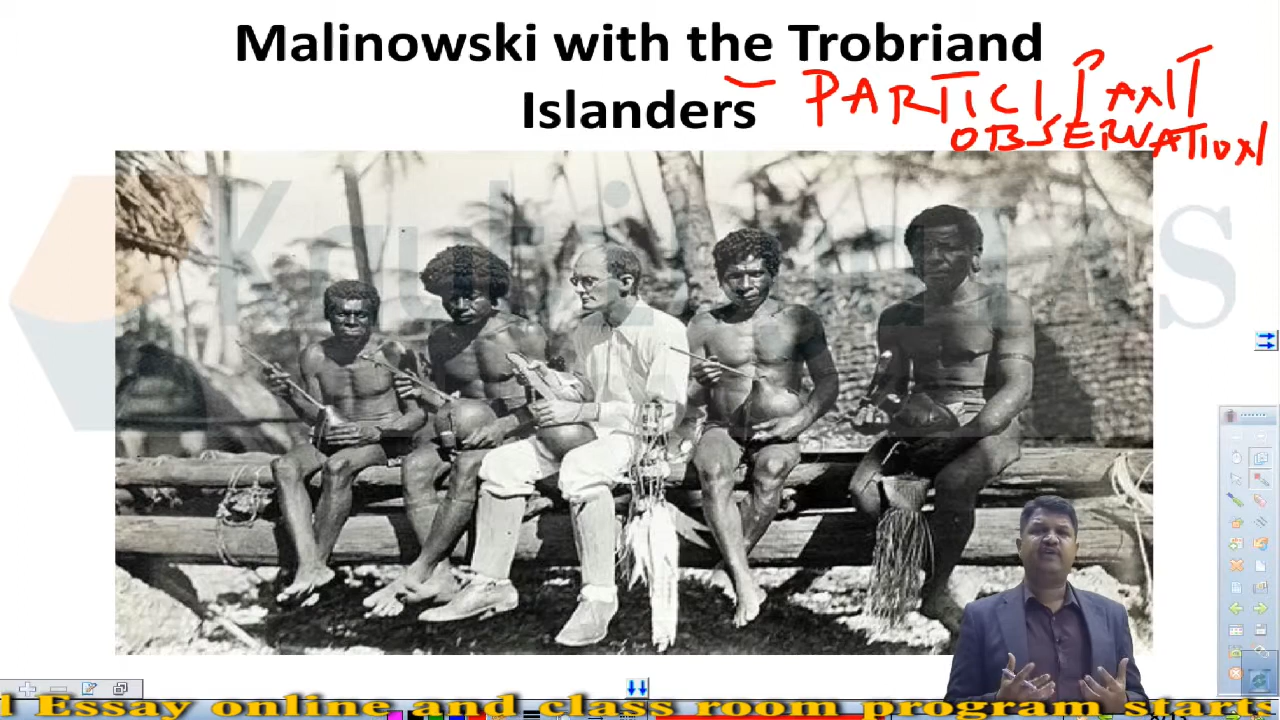 Malinowski with the Trobriand
Islanders
PARTICIPANT
OBSERVATION
l Essay online and class room program starts